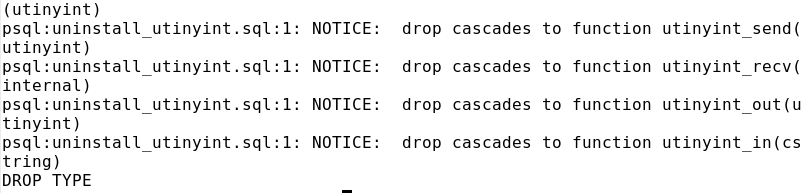 (utinyint)
psql:uninstall_utinyint.sql:1: NOTICE:  drop cascades to function utinyint_send(
utinyint)
psql:uninstall_utinyint.sql:1: NOTICE:  drop cascades to function utinyint_recv(
internal)
psql:uninstall_utinyint.sql:1: NOTICE:  drop cascades to function utinyint_out(u
tinyint)
psql:uninstall_utinyint.sql:1: NOTICE:  drop cascades to function utinyint_in(cs
tring)
DROP TYPE